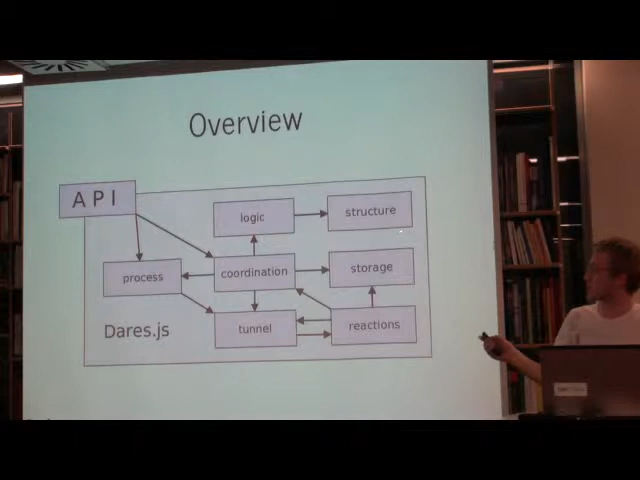 Overview
API
logic
structure
process
coordination
storage
Dares.js
tunnel
reactions